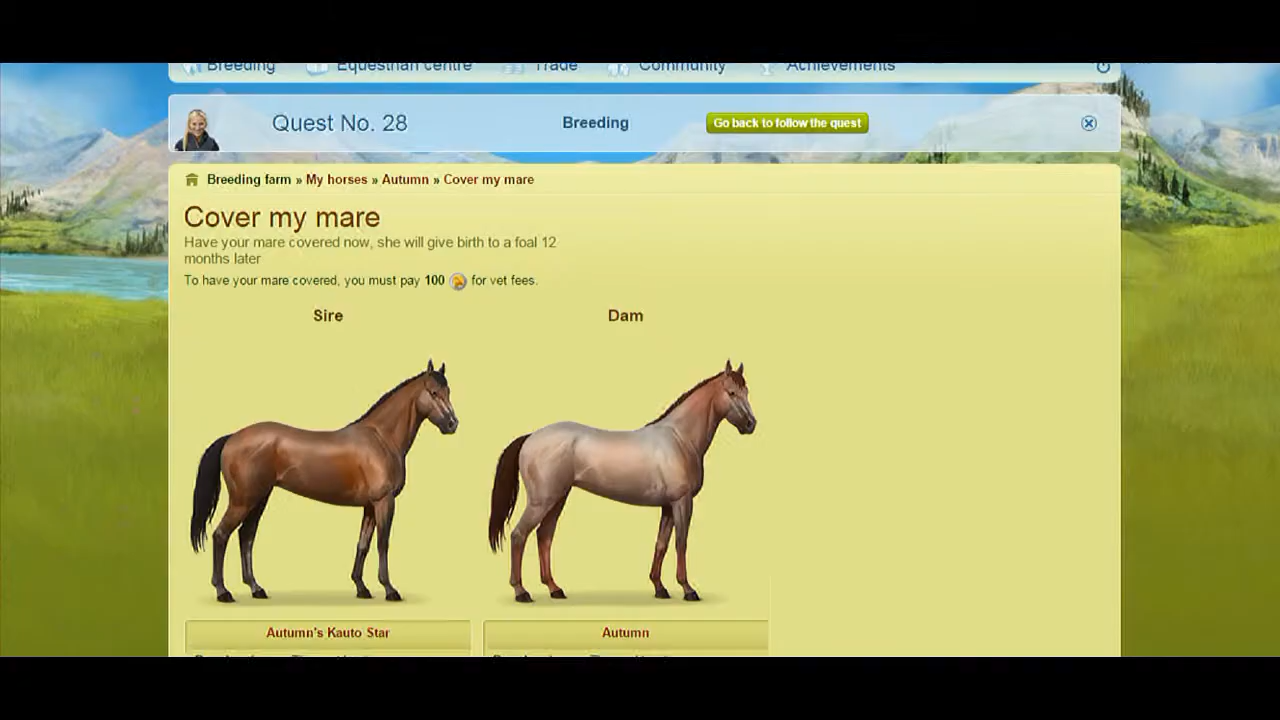 Breeding Equestrian centre Trade Community Achievements
Quest No. 28 Breeding Go back to follow the quest
Breeding farm » My horses » Autumn » Cover my mare
Cover my mare
Have your mare covered now, she will give birth to a foal 12
months later
To have your mare covered, you must pay 100 for vet fees.
Sire Dam
Autumn's Kauto Star Autumn